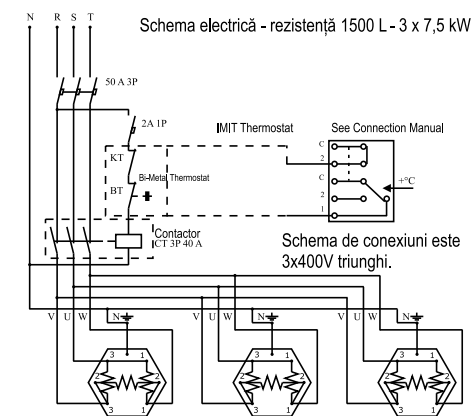 Schema electrică - rezistență 1500 L - 3 x 7,5 kW
N R S T
50 A 3P
2A 1P
IMIT Thermostat
See Connection Manual
KT
BT
Bi-Metal Thermostat
C
2
C
2
1
+°C
Contactor
CT 3P 40 A
Schema de conexiuni este
3x400V triunghi.
V U W N
V U W N
V U W N
3 1
2 2
3 1
3 1
2 2
3 1
3 1
2 2
3 1